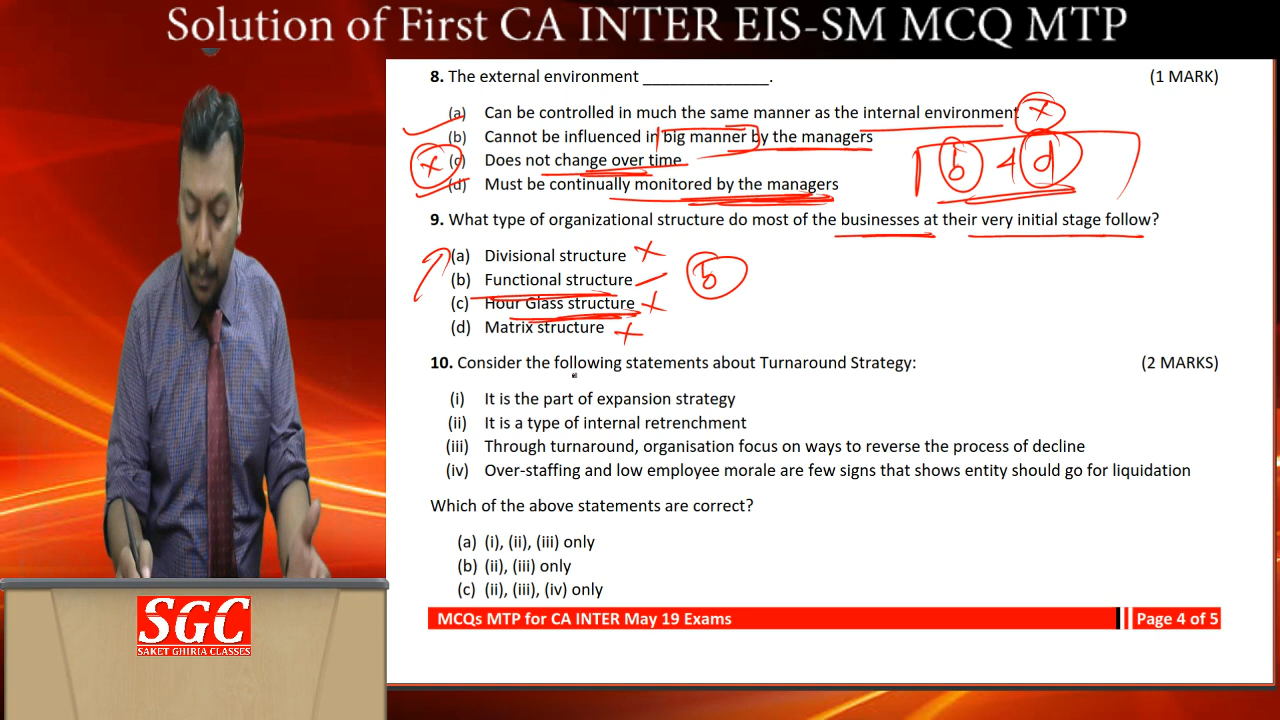 Solution of First CA INTER EIS-SM MCQ MTP
8. The external environment ______________. (1 MARK)
(a) Can be controlled in much the same manner as the internal environment x
(b) Cannot be influenced in big manner by the managers
x (c) Does not change over time
b d
(d) Must be continually monitored by the managers
9. What type of organizational structure do most of the businesses at their very initial stage follow?
(a) Divisional structure x
(b) Functional structure b
(c) Hour Glass structure x
(d) Matrix structure x
10. Consider the following statements about Turnaround Strategy: (2 MARKS)
(i) It is the part of expansion strategy
(ii) It is a type of internal retrenchment
(iii) Through turnaround, organisation focus on ways to reverse the process of decline
(iv) Over-staffing and low employee morale are few signs that shows entity should go for liquidation
Which of the above statements are correct?
(a) (i), (ii), (iii) only
(b) (ii), (iii) only
(c) (ii), (iii), (iv) only
MCQs MTP for CA INTER May 19 Exams Page 4 of 5
SGC
SAKET GHIRIA CLASSES